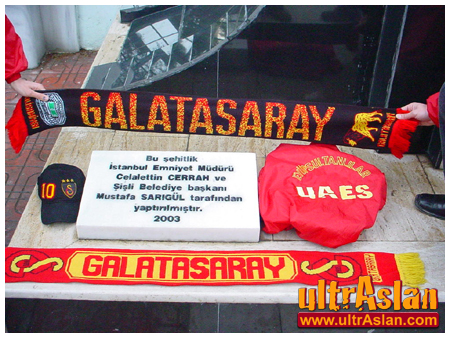 GALATASARAY
Bu şehitlik
İstanbul Emniyet Müdürü
Celalettin CERRAH ve
Şişli Belediye başkanı
Mustafa SARIGÜL tarafından
yaptırılmıştır.
2003
10
UAES
GALATASARAY
ultrAslan
www.ultrAslan.com